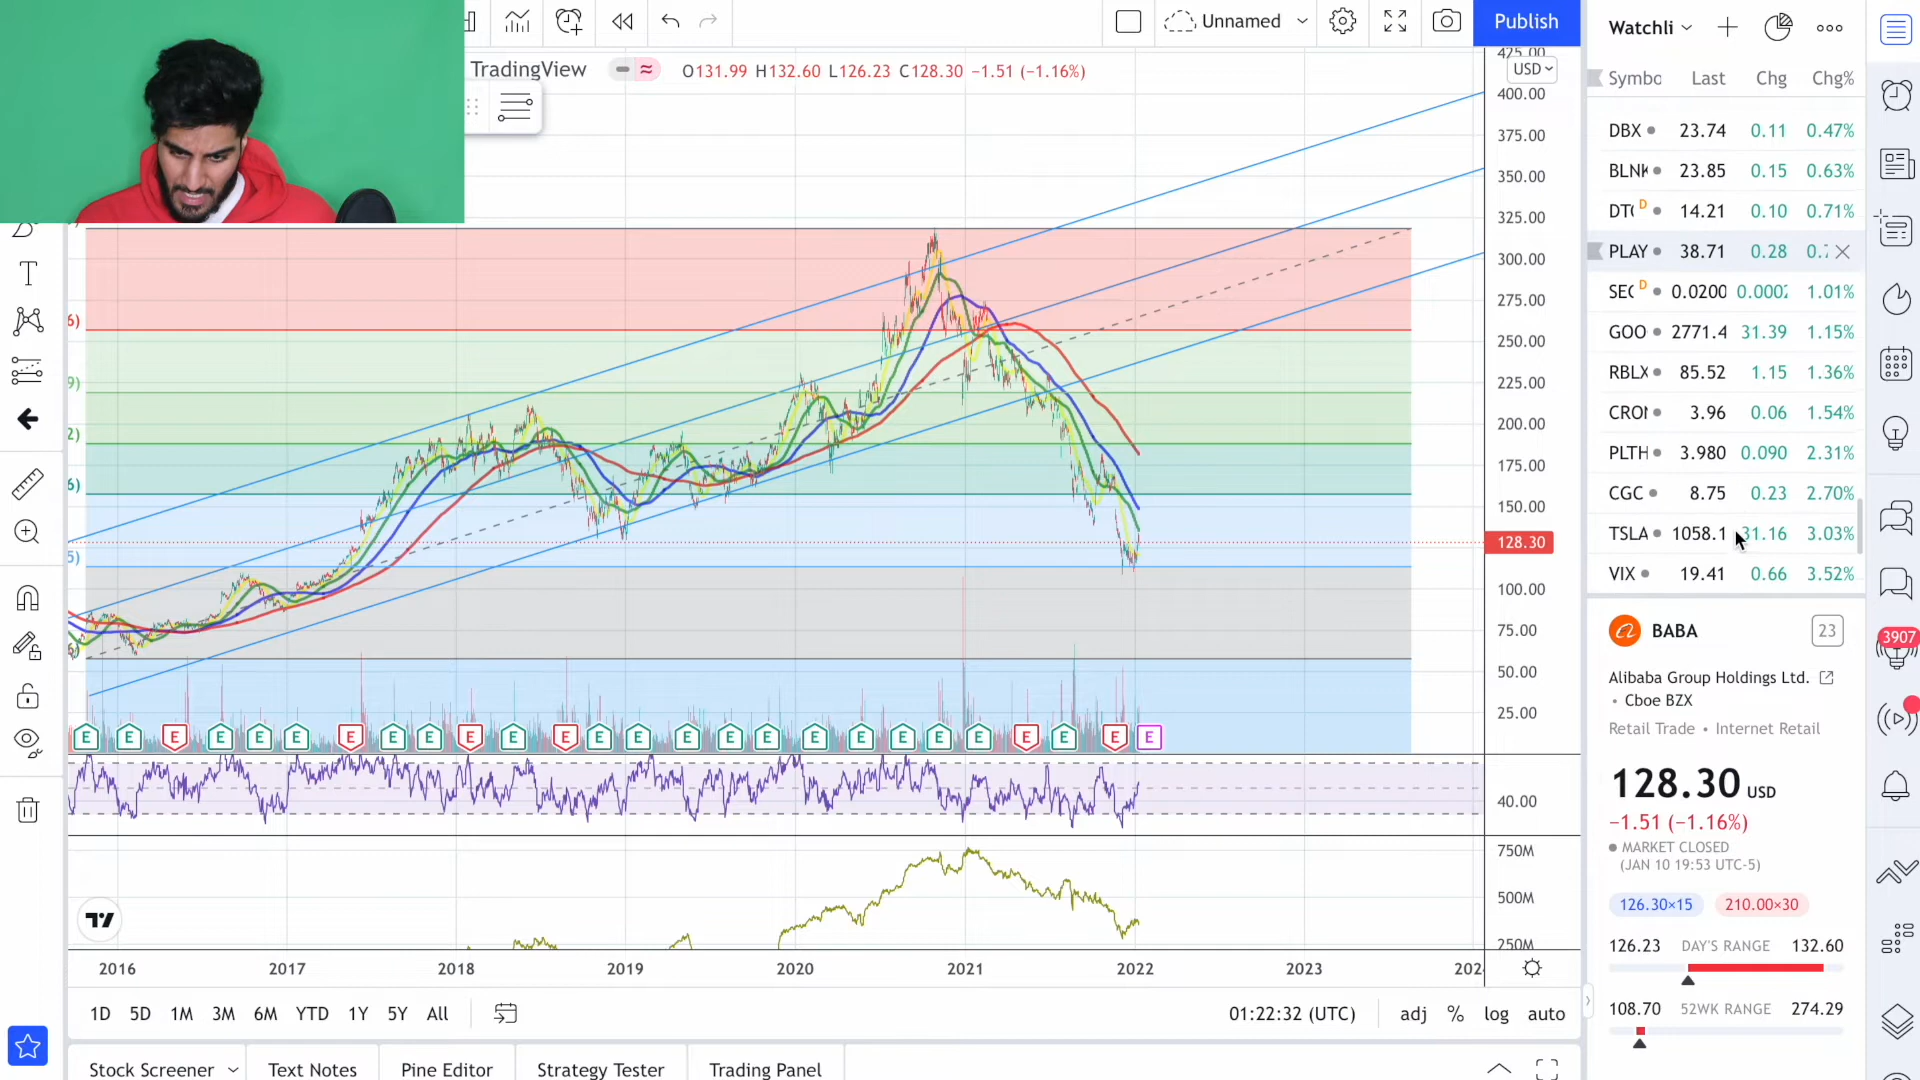 Unnamed
Publish
TradingView
O131.99 H132.60 L126.23 C128.30 −1.51 (−1.16%)
USD
425.00
400.00
375.00
350.00
325.00
300.00
275.00
250.00
225.00
200.00
175.00
150.00
128.30
100.00
75.00
50.00
25.00
6)
9)
2)
6)
5)
T
E E E E E E E E E E E E E E E E E E E E E E E E E E
40.00
750M
500M
250M
2016 2017 2018 2019 2020 2021 2022 2023 202
1D 5D 1M 3M 6M YTD 1Y 5Y All
01:22:32 (UTC) adj % log auto
Stock Screener Text Notes Pine Editor Strategy Tester Trading Panel
Watchli
Symbo Last Chg Chg%
DBX 23.74 0.11 0.47%
BLNK 23.85 0.15 0.63%
DT( D 14.21 0.10 0.71%
PLAY 38.71 0.28 0.7
SE( D 0.0200 0.0002 1.01%
GOO 2771.4 31.39 1.15%
RBLX 85.52 1.15 1.36%
CRON 3.96 0.06 1.54%
PLTH 3.980 0.090 2.31%
CGC 8.75 0.23 2.70%
TSLA 1058.1 31.16 3.03%
VIX 19.41 0.66 3.52%
BABA 23
Alibaba Group Holdings Ltd.
• Cboe BZX
Retail Trade • Internet Retail
128.30 USD
−1.51 (−1.16%)
MARKET CLOSED
(JAN 10 19:53 UTC-5)
126.30×15 210.00×30
126.23 DAY'S RANGE 132.60
108.70 52WK RANGE 274.29
3907